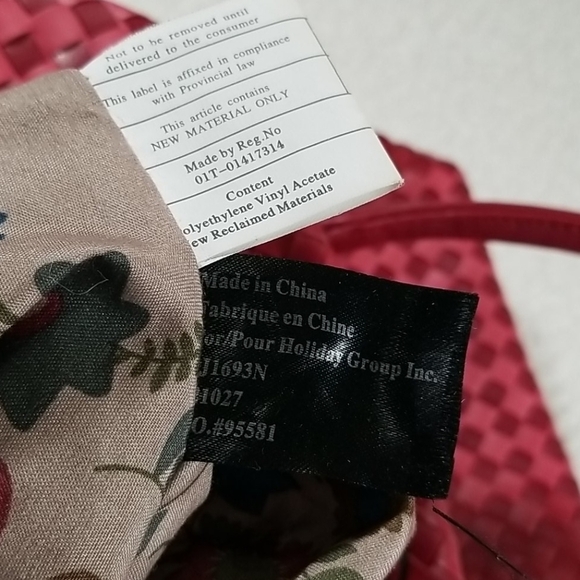 Not to be removed until
delivered to the consumer
This label is affixed in compliance
with Provincial law
This article contains
NEW MATERIAL ONLY
Made by Reg.No
01T-01417314
Content
olyethylene Vinyl Acetate
ew Reclaimed Materials
Made in China
Fabrique en Chine
or/Pour Holiday Group Inc.
J1693N
1027
O.#95581